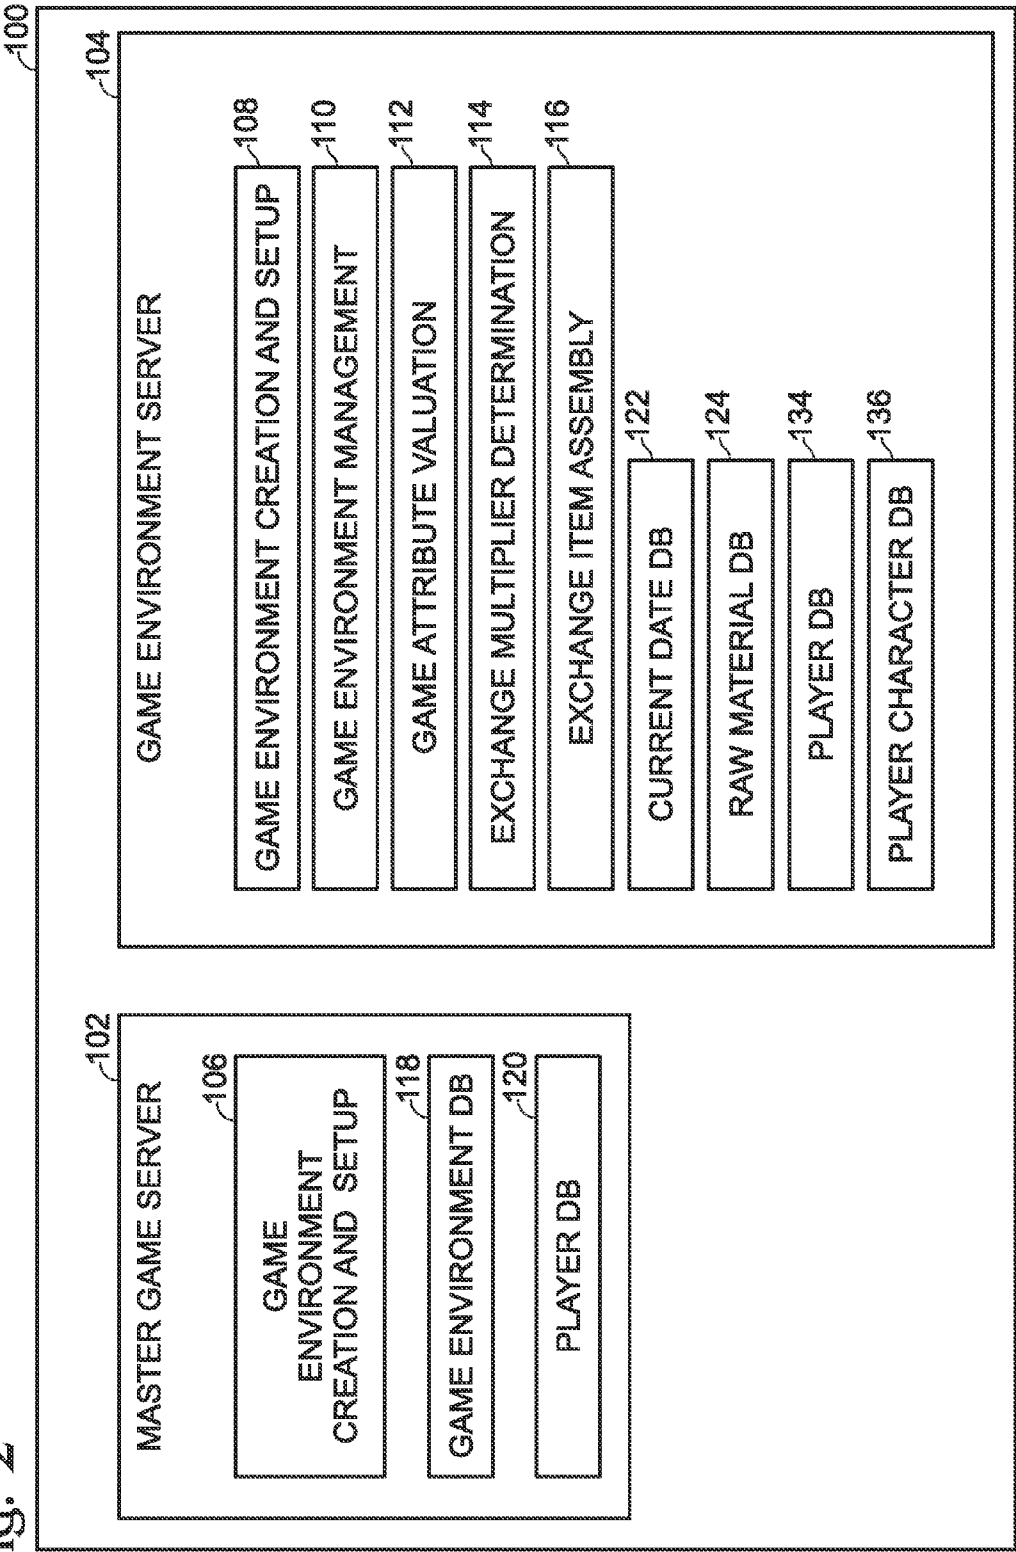 Fig. 2
100
MASTER GAME SERVER
102
GAME
ENVIRONMENT
CREATION AND SETUP
106
GAME ENVIRONMENT DB
118
PLAYER DB
120
GAME ENVIRONMENT SERVER
104
GAME ENVIRONMENT CREATION AND SETUP
108
GAME ENVIRONMENT MANAGEMENT
110
GAME ATTRIBUTE VALUATION
112
EXCHANGE MULTIPLIER DETERMINATION
114
EXCHANGE ITEM ASSEMBLY
116
CURRENT DATE DB
122
RAW MATERIAL DB
124
PLAYER DB
134
PLAYER CHARACTER DB
136